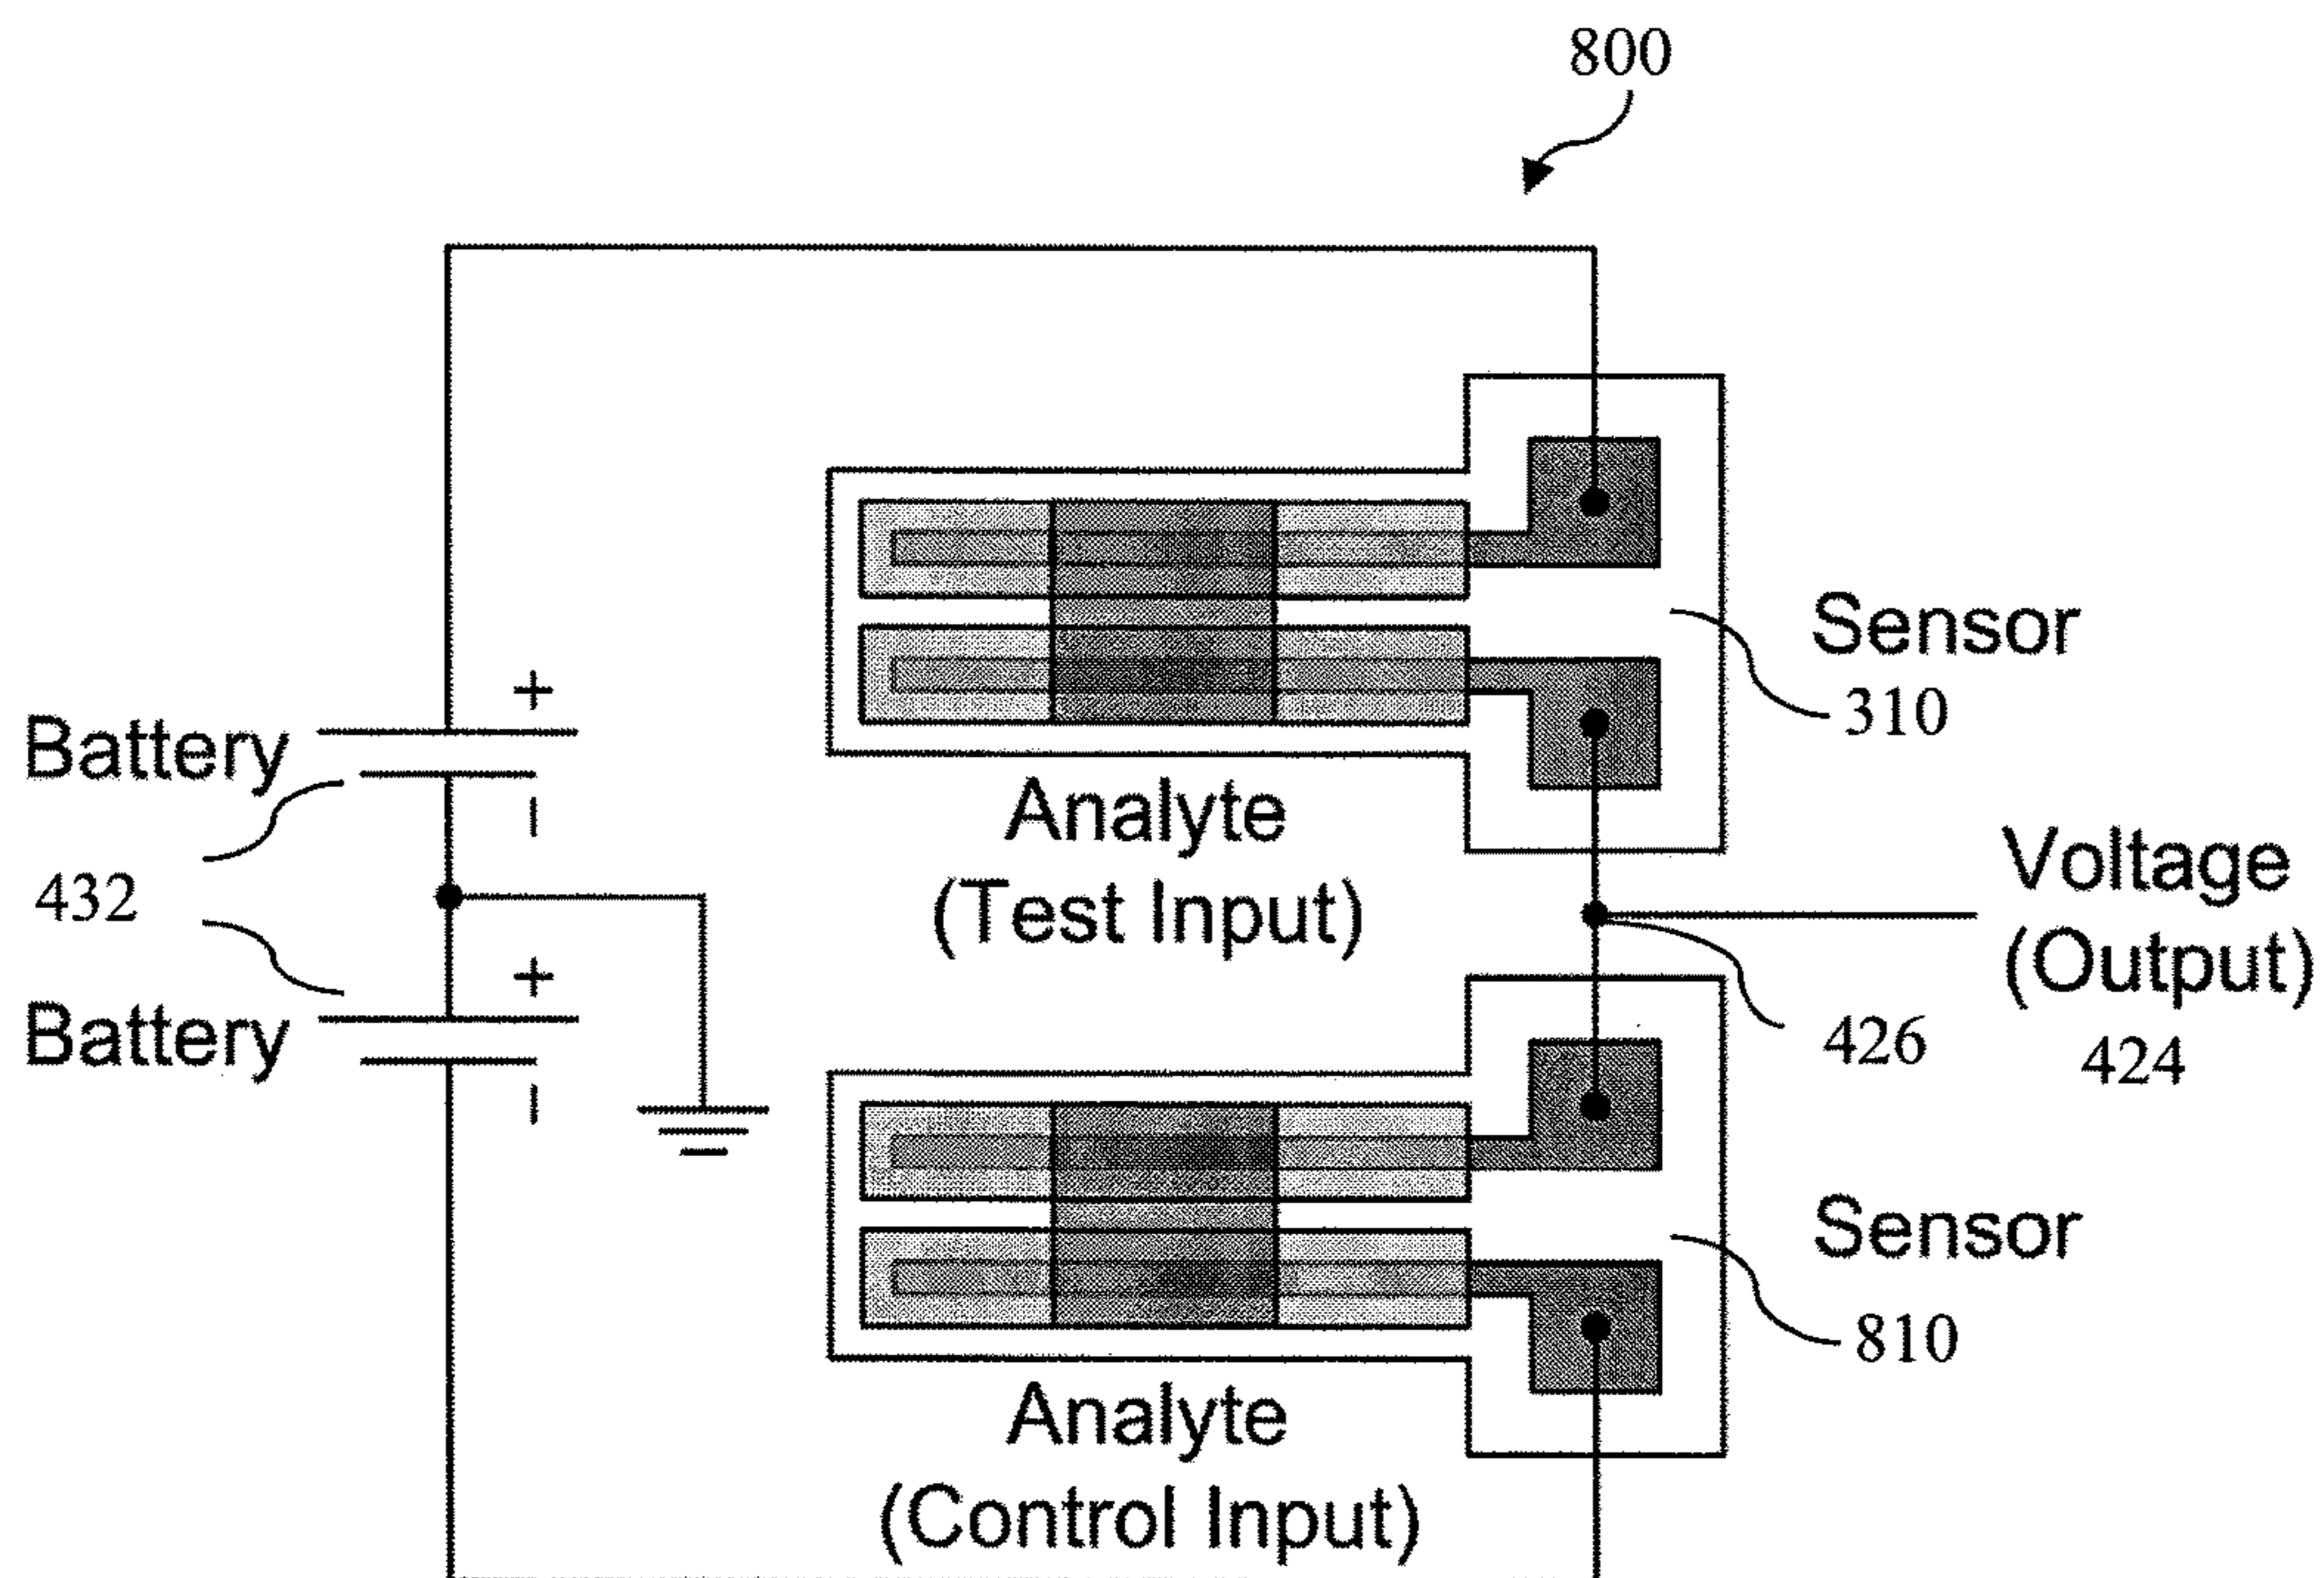 800
Sensor
310
Battery
+
–
Analyte
(Test Input)
Voltage
(Output)
424
432
426
+
Battery
–
Sensor
810
Analyte
(Control Input)